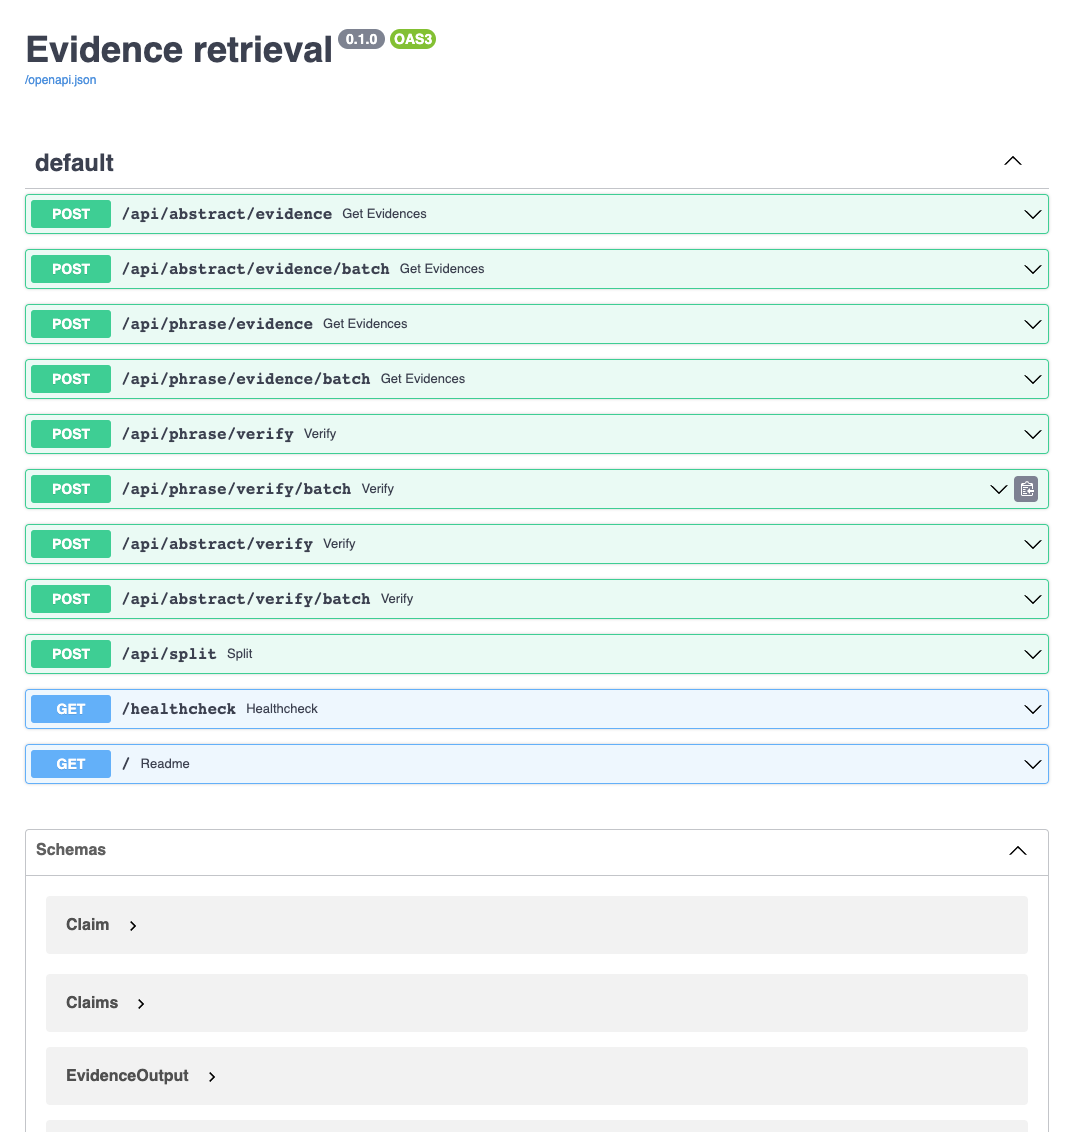 Evidence retrieval 0.1.0 OAS3
/openapi.json
default
POST /api/abstract/evidence Get Evidences
POST /api/abstract/evidence/batch Get Evidences
POST /api/phrase/evidence Get Evidences
POST /api/phrase/evidence/batch Get Evidences
POST /api/phrase/verify Verify
POST /api/phrase/verify/batch Verify
POST /api/abstract/verify Verify
POST /api/abstract/verify/batch Verify
POST /api/split Split
GET /healthcheck Healthcheck
GET / Readme
Schemas
Claim
Claims
EvidenceOutput